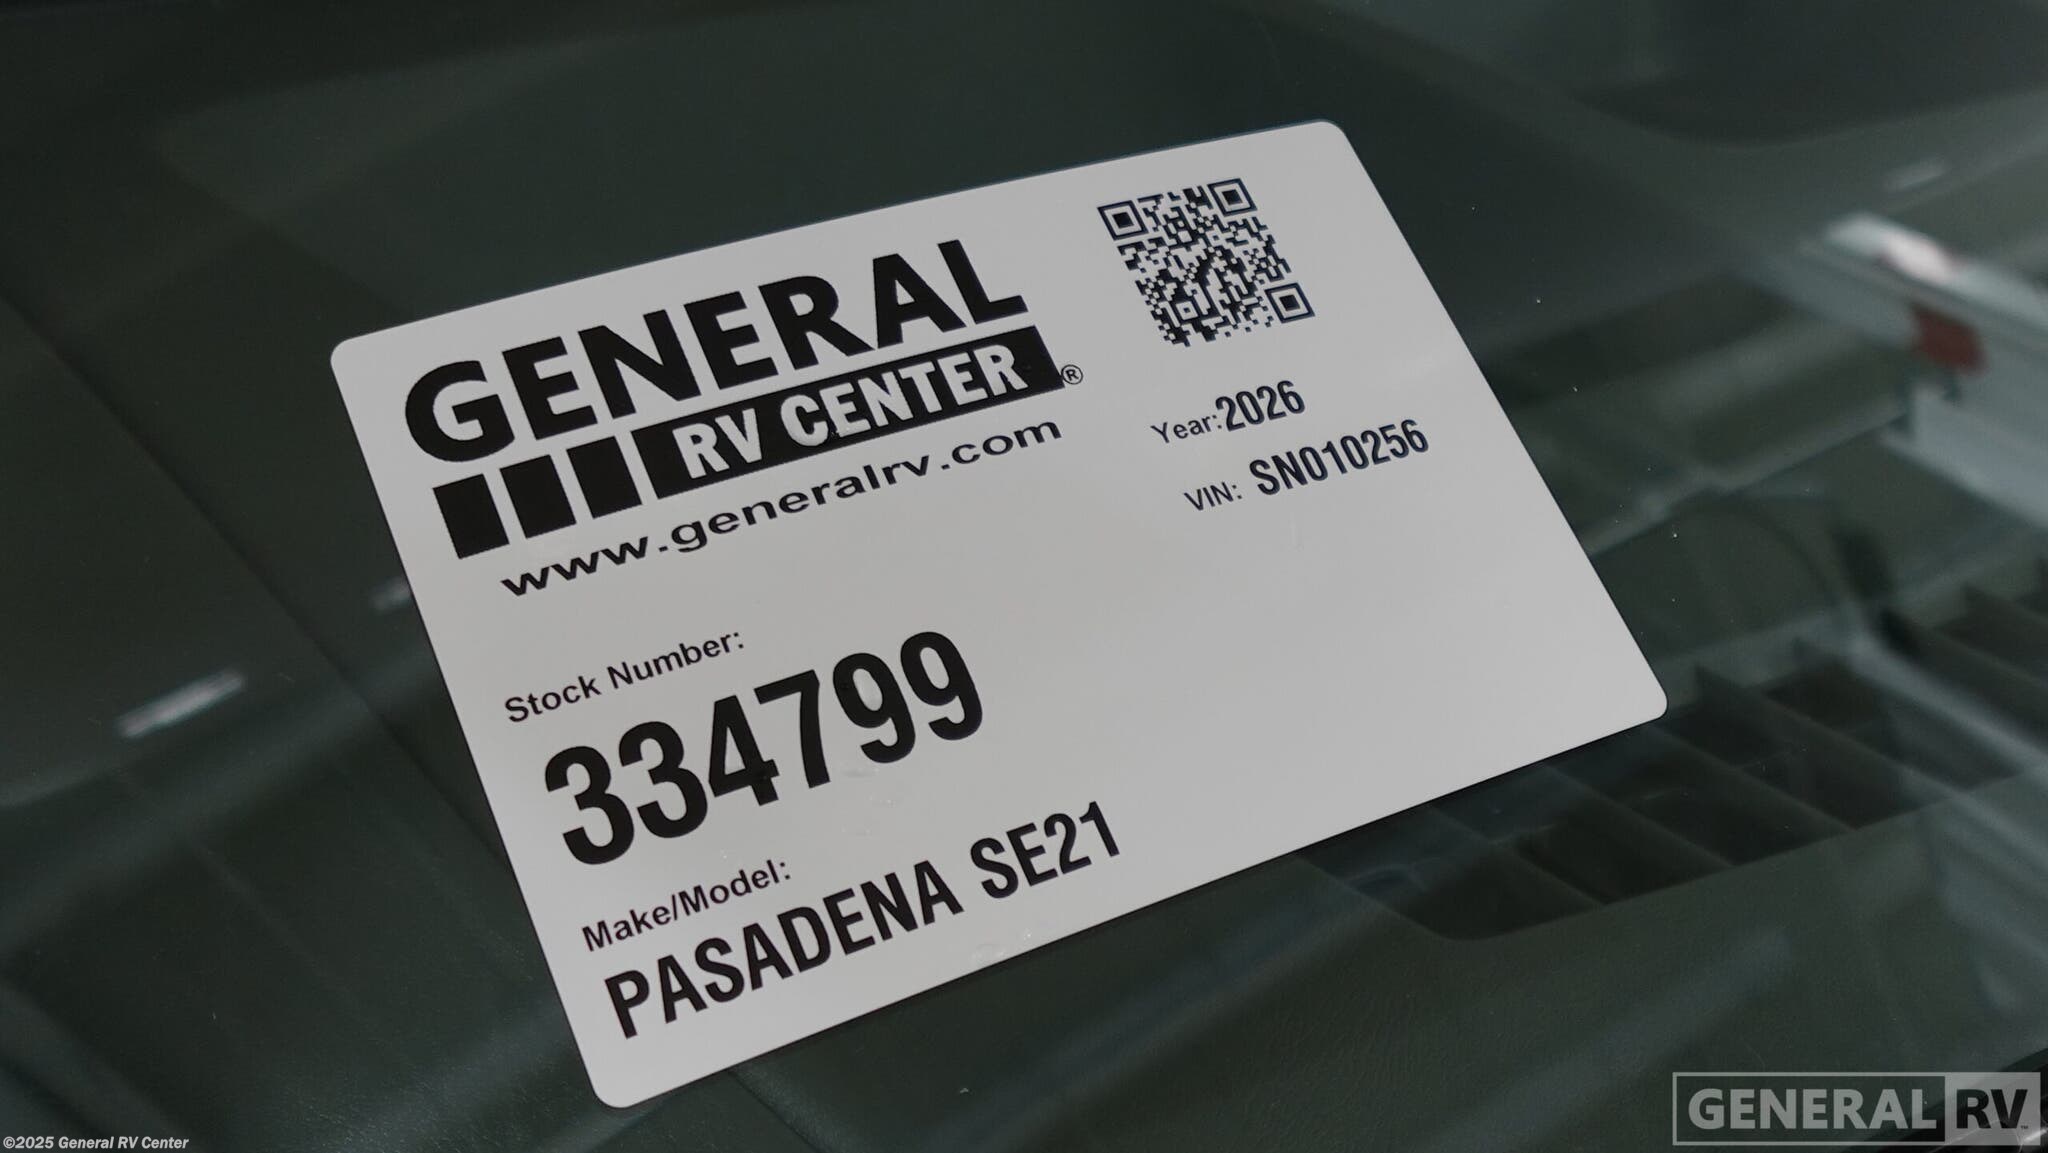 GENERAL
RV CENTER®
www.generalrv.com
Year:2026
VIN: SN010256
Stock Number:
334799
Make/Model:
PASADENA SE21
©2025 General RV Center
GENERAL RV™